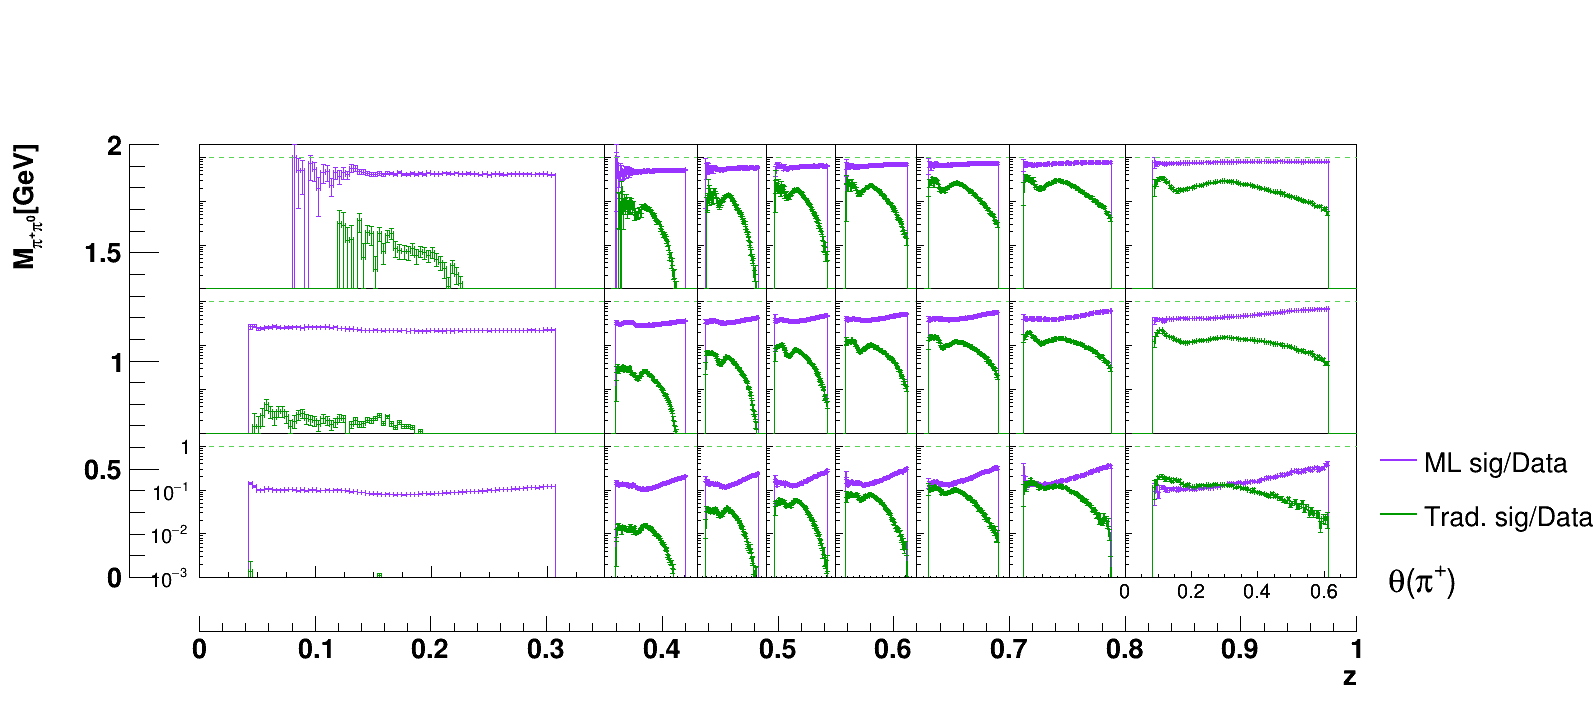 M π⁺π⁰ [GeV]
2
1.5
1
0.5
0
1
10⁻¹
10⁻²
10⁻³
ML sig/Data
Trad. sig/Data
θ(π⁺)
0 0.2 0.4 0.6
0 0.1 0.2 0.3 0.4 0.5 0.6 0.7 0.8 0.9 1
z